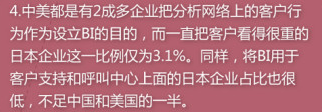 4.中美都是有2成多企业把分析网络上的客户行
为作为设立BI的目的，而一直把客户看得很重的
日本企业这一比例仅为3.1%。同样，将BI用于
客户支持和呼叫中心上面的日本企业占比也很
低，不足中国和美国的一半。